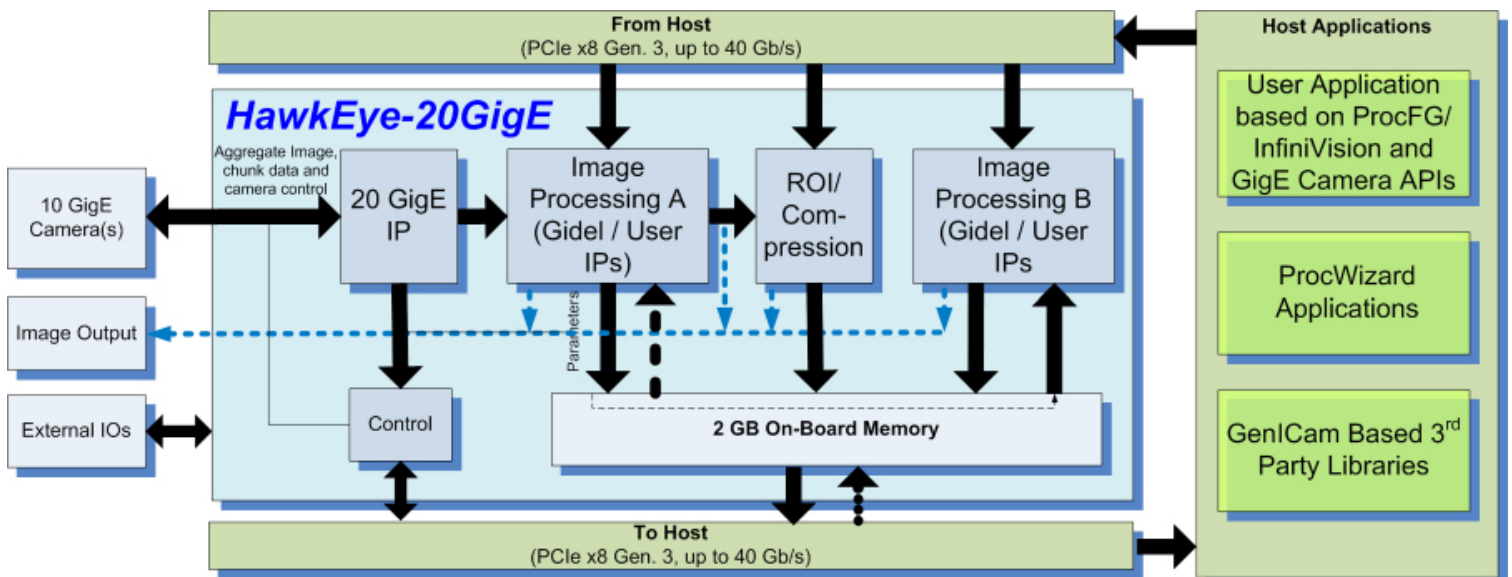 From Host
(PCIe x8 Gen. 3, up to 40 Gb/s)
Host Applications
User Application
based on ProcFG/
InfiniVision and
GigE Camera APIs
ProcWizard
Applications
GenICam Based 3rd
Party Libraries
HawkEye-20GigE
Aggregate Image,
chunk data and
camera control
10 GigE
Camera(s)
20 GigE
IP
Image
Processing A
(Gidel / User
IPs)
ROI/
Com-
pression
Image
Processing B
(Gidel / User
IPs
Image Output
Parameters
External IOs
Control
2 GB On-Board Memory
To Host
(PCIe x8 Gen. 3, up to 40 Gb/s)